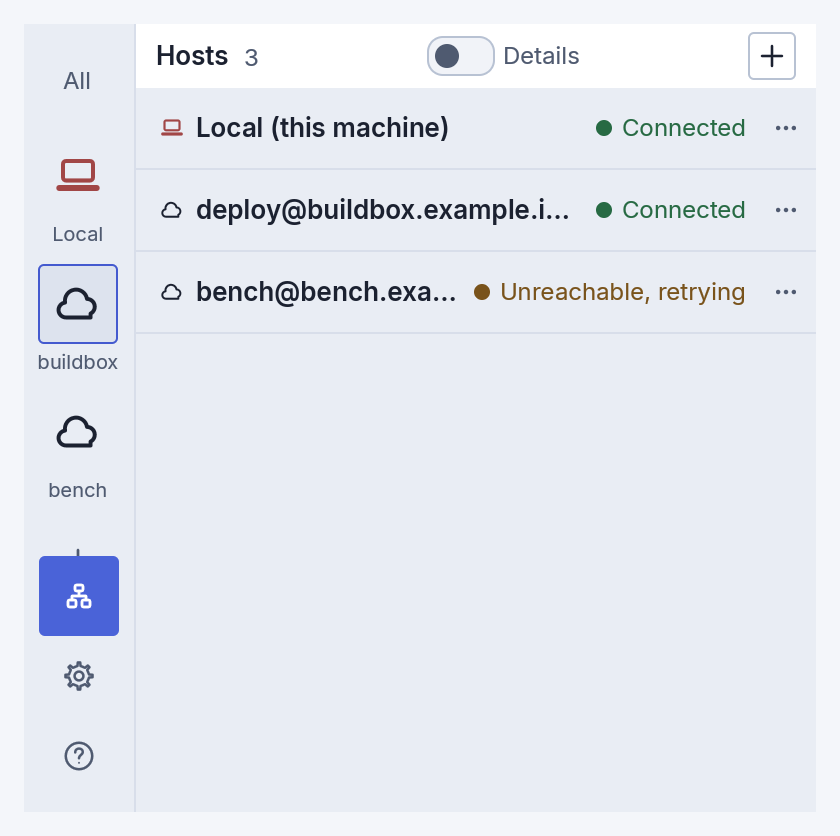 All
Local
buildbox
bench
Hosts 3
Details
Local (this machine)
Connected
deploy@buildbox.example.i...
Connected
bench@bench.exa...
Unreachable, retrying